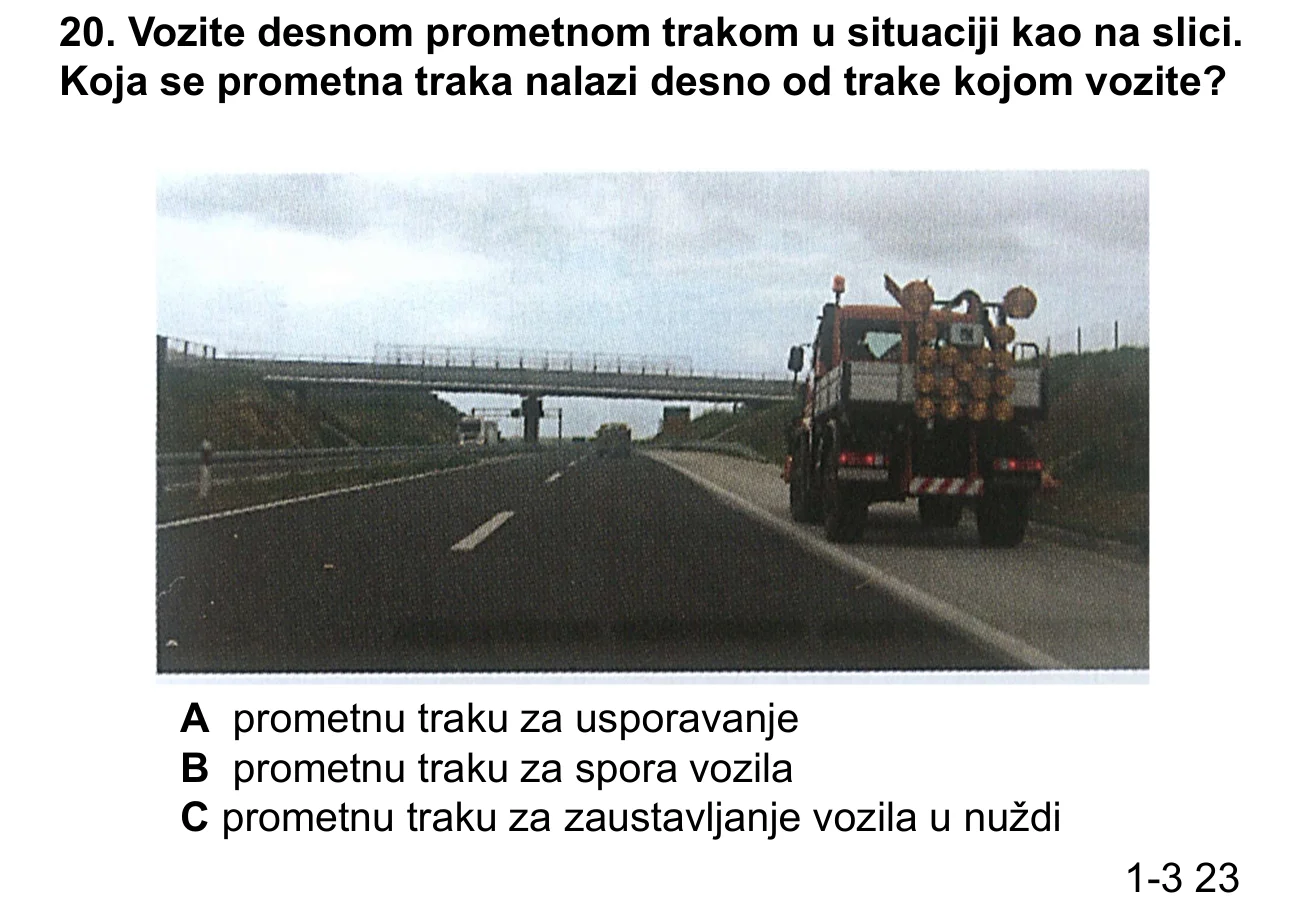 20. Vozite desnom prometnom trakom u situaciji kao na slici.
Koja se prometna traka nalazi desno od trake kojom vozite?
A prometnu traku za usporavanje
B prometnu traku za spora vozila
C prometnu traku za zaustavljanje vozila u nuždi
1-3 23